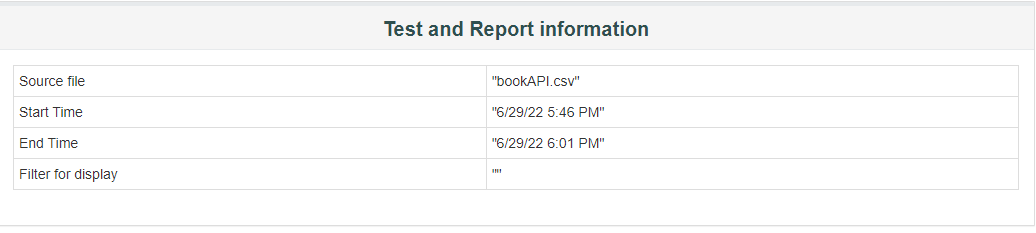 Test and Report information
Source file "bookAPI.csv"
Start Time "6/29/22 5:46 PM"
End Time "6/29/22 6:01 PM"
Filter for display ""